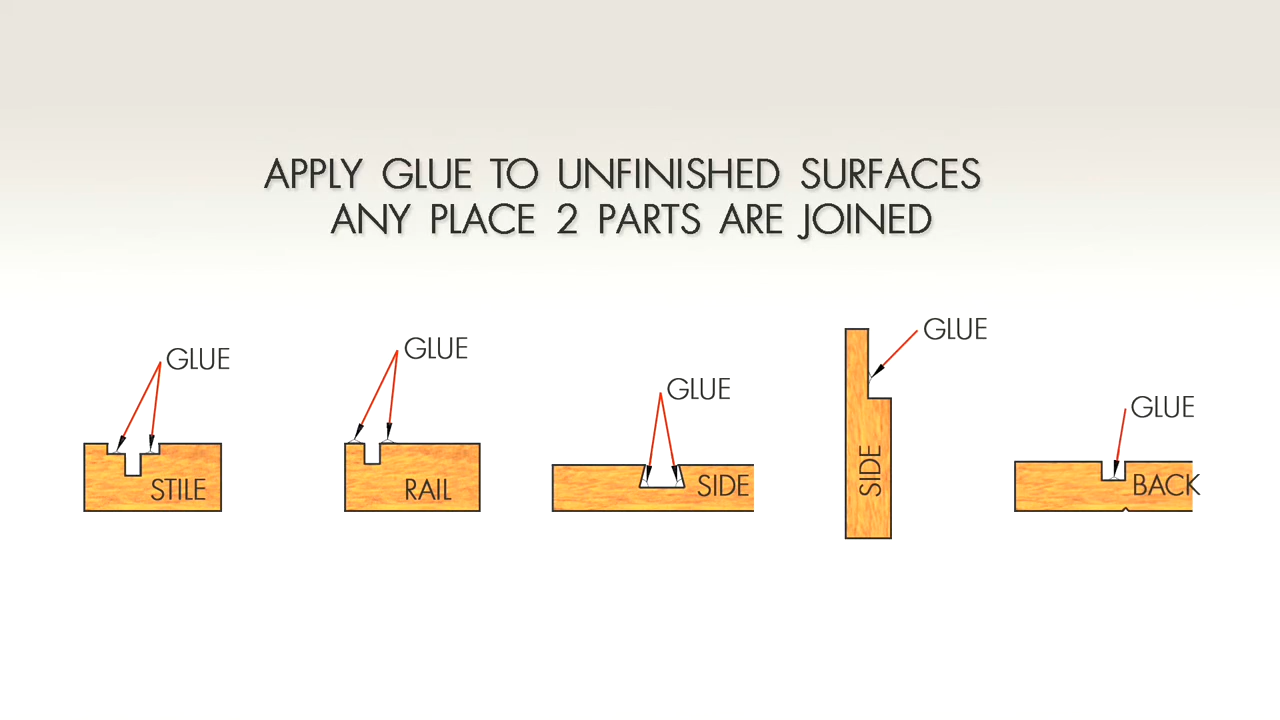 APPLY GLUE TO UNFINISHED SURFACES
ANY PLACE 2 PARTS ARE JOINED
GLUE
STILE
GLUE
RAIL
GLUE
SIDE
GLUE
SIDE
GLUE
BACK